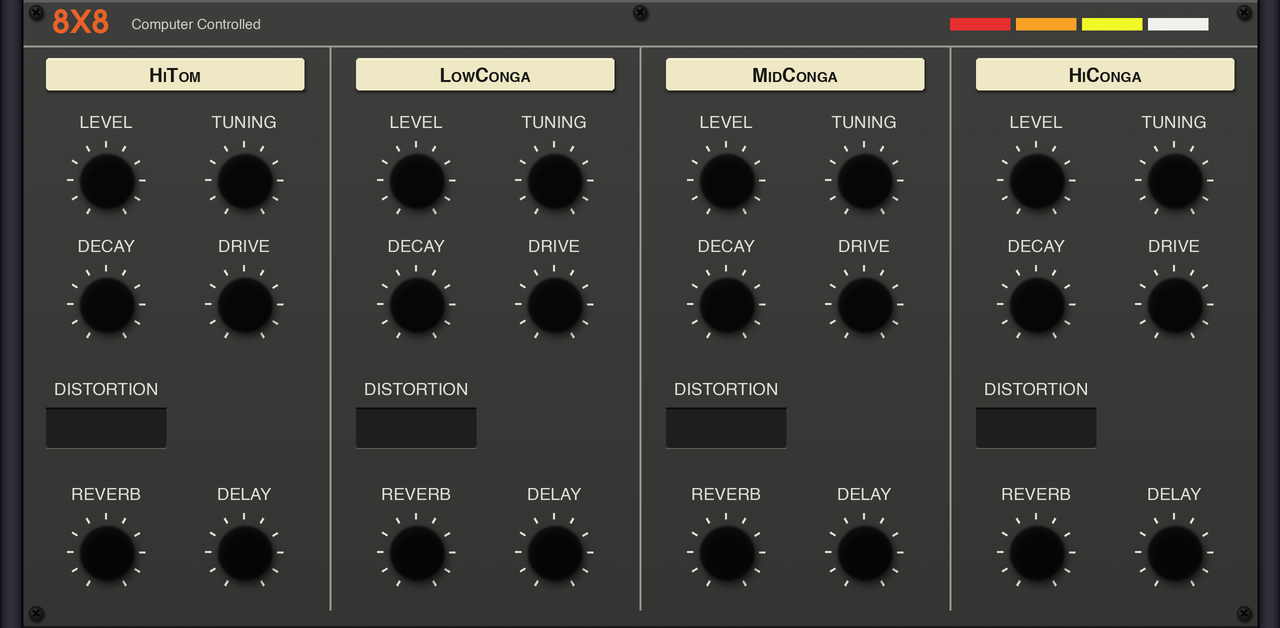 8X8 Computer Controlled
HiTom LowConga MidConga HiConga
LEVEL TUNING LEVEL TUNING LEVEL TUNING LEVEL TUNING
DECAY DRIVE DECAY DRIVE DECAY DRIVE DECAY DRIVE
DISTORTION DISTORTION DISTORTION DISTORTION
REVERB DELAY REVERB DELAY REVERB DELAY REVERB DELAY